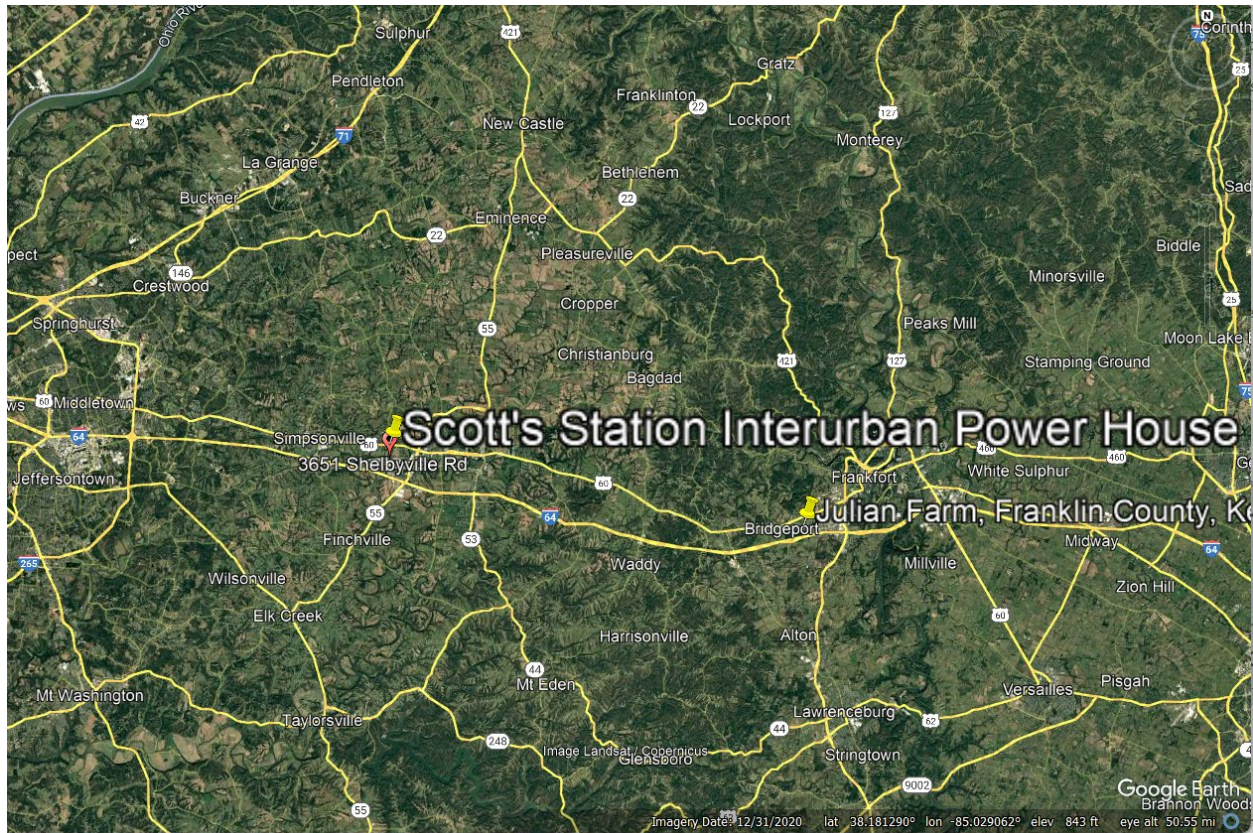 Ohio River
Sulphur
421
N
75
Corinth
25
Gratz
Pendleton
Franklinton
22
42
Lockport
127
New Castle
71
Monterey
La Grange
Bethlehem
Sad
Buckner
22
Eminence
22
Biddle
pect
Pleasureville
146
Minorsville
Crestwood
25
Cropper
Springhurst
55
Peaks Mill
Moon Lake
Christianburg
421
127
Stamping Ground
Bagdad
75
60
ws
Middletown
64
Simpsonville
60
Scott's Station Interurban Power House
460
460
3651 Shelbyville Rd
White Sulphur
Jeffersontown
Frankfort
60
Julian Farm, Franklin County, Ke
55
64
Bridgeport
Finchville
53
Midway
64
265
Waddy
Millville
Wilsonville
Zion Hill
Elk Creek
60
Harrisonville
Alton
44
Mt Eden
Pisgah
Mt Washington
Versailles
Taylorsville
Lawrenceburg
62
44
248
Image Landsat / Copernicus
Glensboro
Stringtown
9002
Google Earth
55
Brannon Woods
Imagery Date: 12/31/2020 lat 38.181290° lon -85.029062° elev 843 ft eye alt 50.55 mi